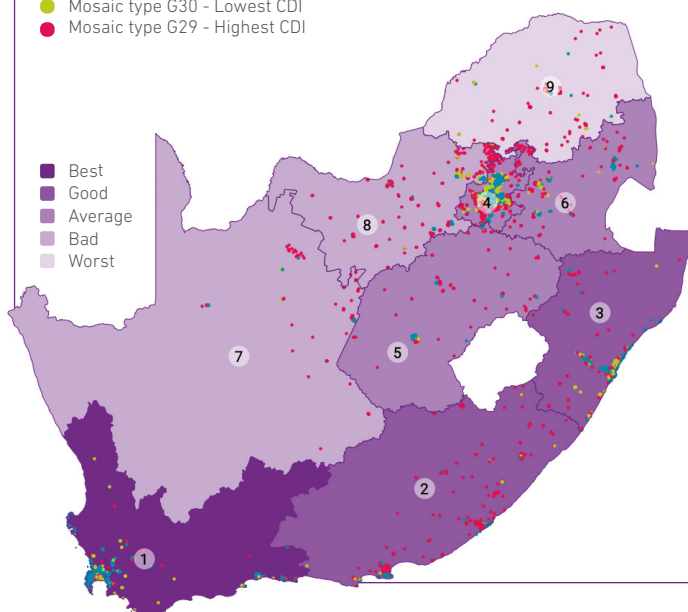 Mosaic type G30 - Lowest CDI
Mosaic type G29 - Highest CDI
9
Best
Good
Average
Bad
Worst
4
6
8
3
7
5
2
1